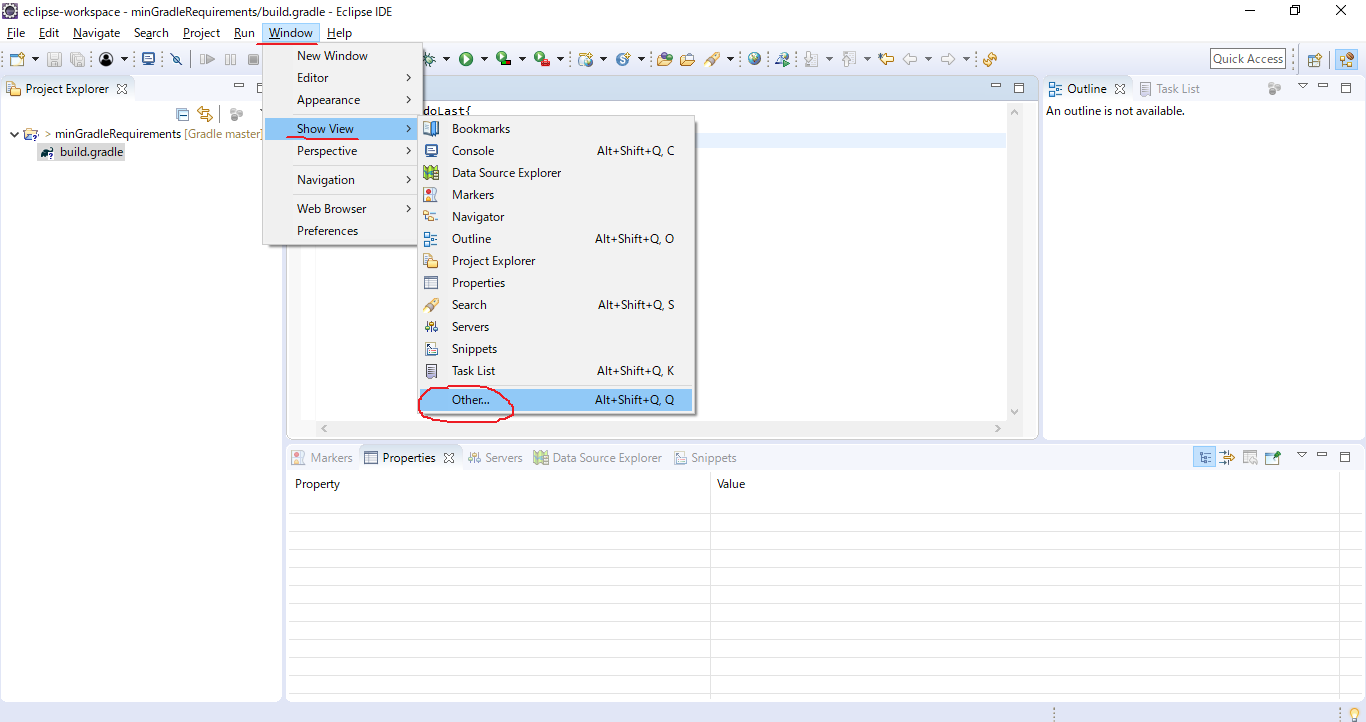 eclipse-workspace - minGradleRequirements/build.gradle - Eclipse IDE
File Edit Navigate Search Project Run Window Help
Quick Access
Project Explorer
> minGradleRequirements [Gradle master]
build.gradle
New Window
Editor
Appearance
Show View
Perspective
Navigation
Web Browser
Preferences
doLast{
Bookmarks
Console Alt+Shift+Q, C
Data Source Explorer
Markers
Navigator
Outline Alt+Shift+Q, O
Project Explorer
Properties
Search Alt+Shift+Q, S
Servers
Snippets
Task List Alt+Shift+Q, K
Other... Alt+Shift+Q, Q
Outline Task List
An outline is not available.
Markers Properties Servers Data Source Explorer Snippets
Property Value